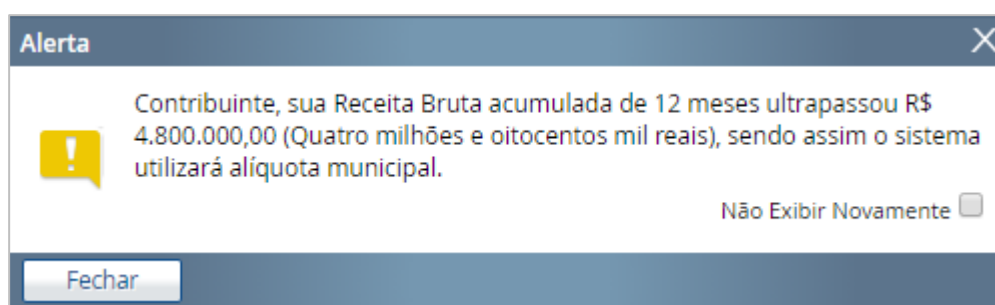 Alerta
Contribuinte, sua Receita Bruta acumulada de 12 meses ultrapassou R$
4.800.000,00 (Quatro milhões e oitocentos mil reais), sendo assim o sistema
utilizará alíquota municipal.
Não Exibir Novamente
Fechar